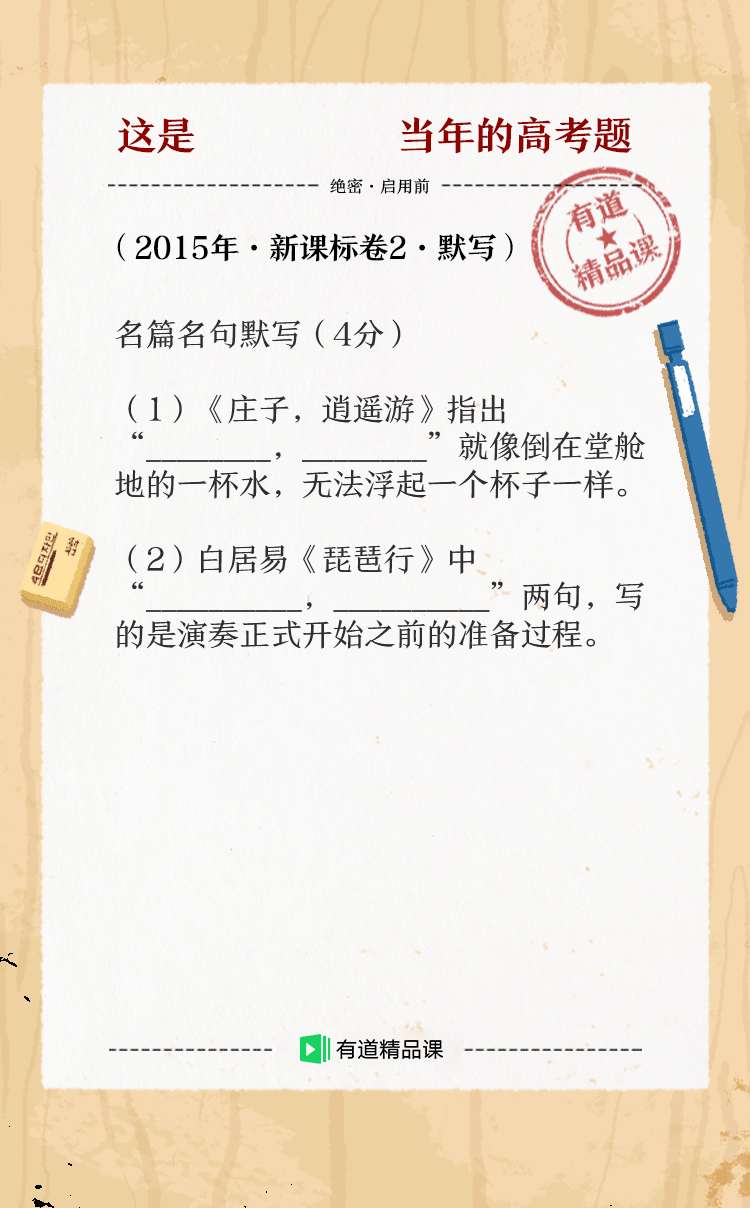 这是 当年的高考题
绝密·启用前
有道
精品课
（2015年·新课标卷2·默写）
名篇名句默写（4分）
（1）《庄子，逍遥游》指出
“________，________”就像倒在堂舱
地的一杯水，无法浮起一个杯子一样。
（2）白居易《琵琶行》中
“__________，__________”两句，写
的是演奏正式开始之前的准备过程。
有道精品课